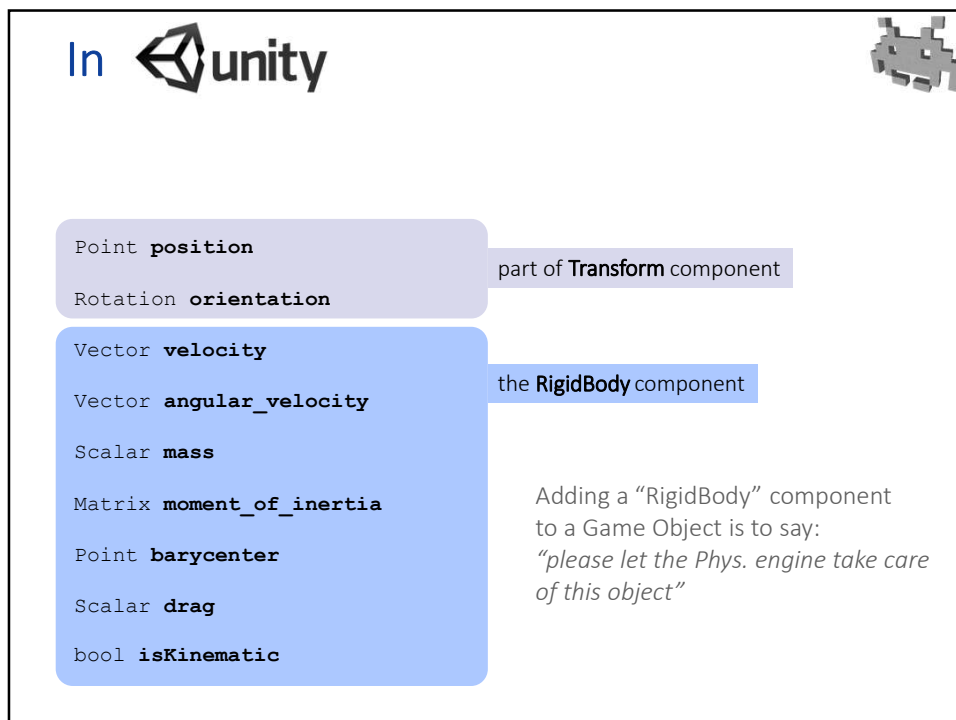 In unity
Point position
Rotation orientation
part of Transform component
Vector velocity
Vector angular_velocity
Scalar mass
Matrix moment_of_inertia
Point barycenter
Scalar drag
bool isKinematic
the RigidBody component
Adding a “RigidBody” component
to a Game Object is to say:
“please let the Phys. engine take care
of this object”